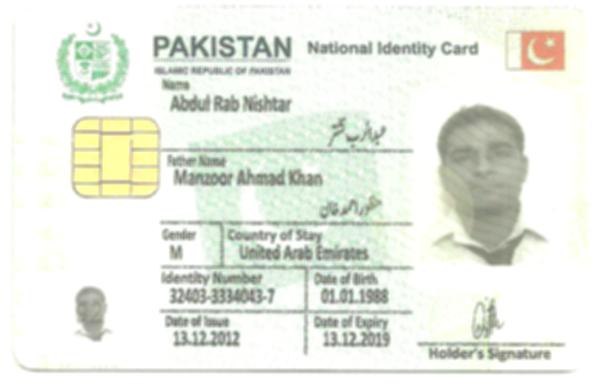 PAKISTAN National Identity Card
ISLAMIC REPUBLIC OF PAKISTAN
Name
Abdul Rab Nishtar
عبدالرب نشتر
Father Name
Manzoor Ahmad Khan
منظور احمد خان
Gender Country of Stay
M United Arab Emirates
Identity Number Date of Birth
32403-3334043-7 01.01.1988
Date of Issue Date of Expiry
13.12.2012 13.12.2019
Holder's Signature